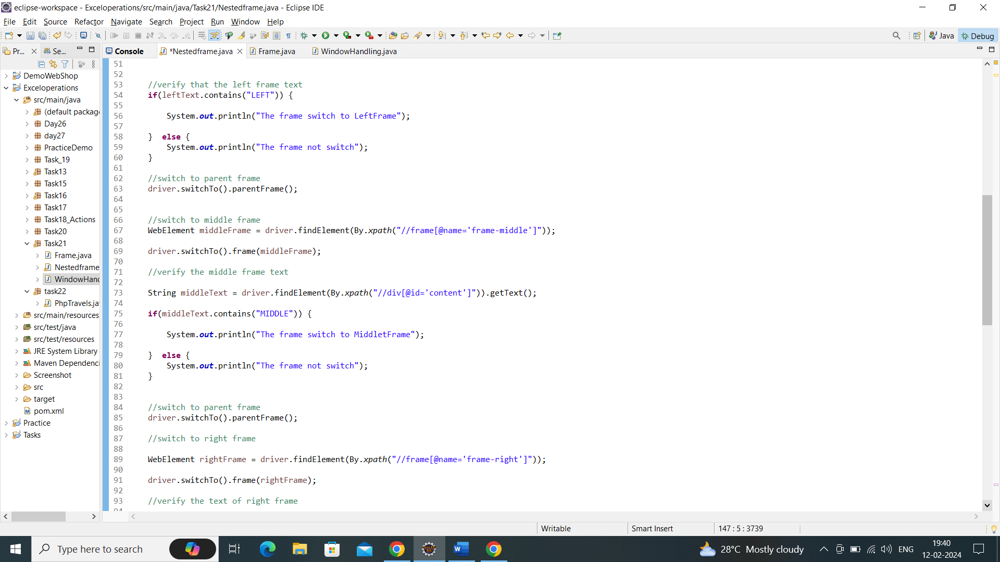 eclipse-workspace - Exceloperations/src/main/java/Task21/Nestedframe.java - Eclipse IDE
File Edit Source Refactor Navigate Search Project Run Window Help
Java Debug
Pr... Se... Console *Nestedframe.java Frame.java WindowHandling.java
DemoWebShop
Exceloperations
src/main/java
(default packag
Day26
day27
PracticeDemo
Task_19
Task13
Task15
Task16
Task17
Task18_Actions
Task20
Task21
Frame.java
Nestedframe
WindowHand
task22
PhpTravels.ja
src/main/resources
src/test/java
src/test/resources
JRE System Library
Maven Dependenci
Screenshot
src
target
pom.xml
Practice
Tasks
51
52
53 //verify that the left frame text
54 if(leftText.contains("LEFT")) {
55
56 System.out.println("The frame switch to LeftFrame");
57
58 } else {
59 System.out.println("The frame not switch");
60 }
61
62 //switch to parent frame
63 driver.switchTo().parentFrame();
64
65
66 //switch to middle frame
67 WebElement middleFrame = driver.findElement(By.xpath("//frame[@name='frame-middle']"));
68
69 driver.switchTo().frame(middleFrame);
70
71 //verify the middle frame text
72
73 String middleText = driver.findElement(By.xpath("//div[@id='content']")).getText();
74
75 if(middleText.contains("MIDDLE")) {
76
77 System.out.println("The frame switch to MiddletFrame");
78
79 } else {
80 System.out.println("The frame not switch");
81 }
82
83
84 //switch to parent frame
85 driver.switchTo().parentFrame();
86
87 //switch to right frame
88
89 WebElement rightFrame = driver.findElement(By.xpath("//frame[@name='frame-right']"));
90
91 driver.switchTo().frame(rightFrame);
92
93 //verify the text of right frame
Writable Smart Insert 147 : 5 : 3739
Type here to search
28°C Mostly cloudy
ENG
19:40
12-02-2024